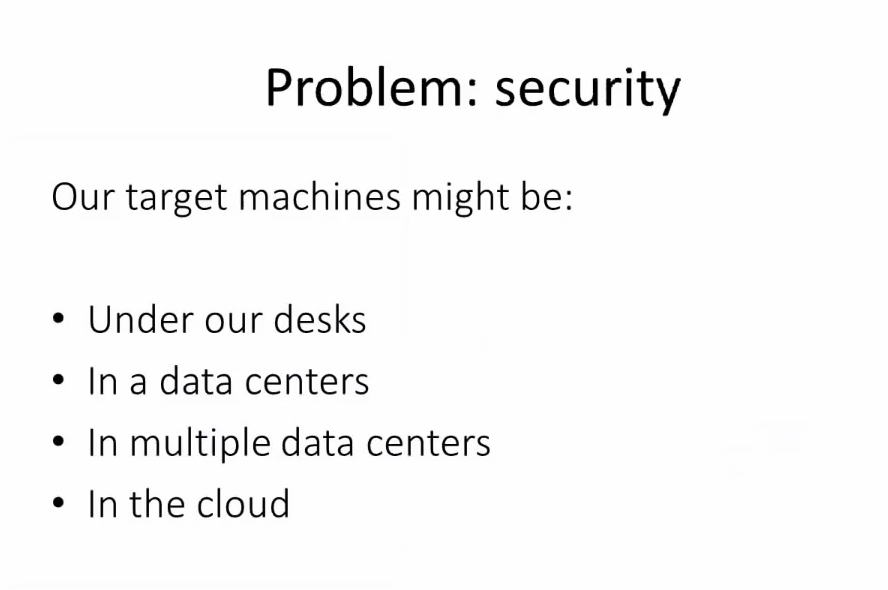 Problem: security
Our target machines might be:
• Under our desks
• In a data centers
• In multiple data centers
• In the cloud